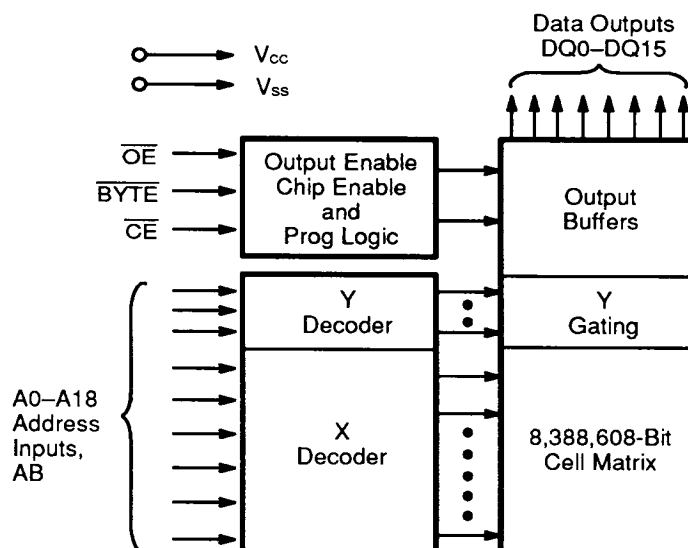 Data Outputs
DQ0–DQ15
VCC
VSS
OE
BYTE
CE
Output Enable
Chip Enable
and
Prog Logic
Output
Buffers
Y
Decoder
Y
Gating
A0–A18
Address
Inputs,
AB
X
Decoder
8,388,608-Bit
Cell Matrix